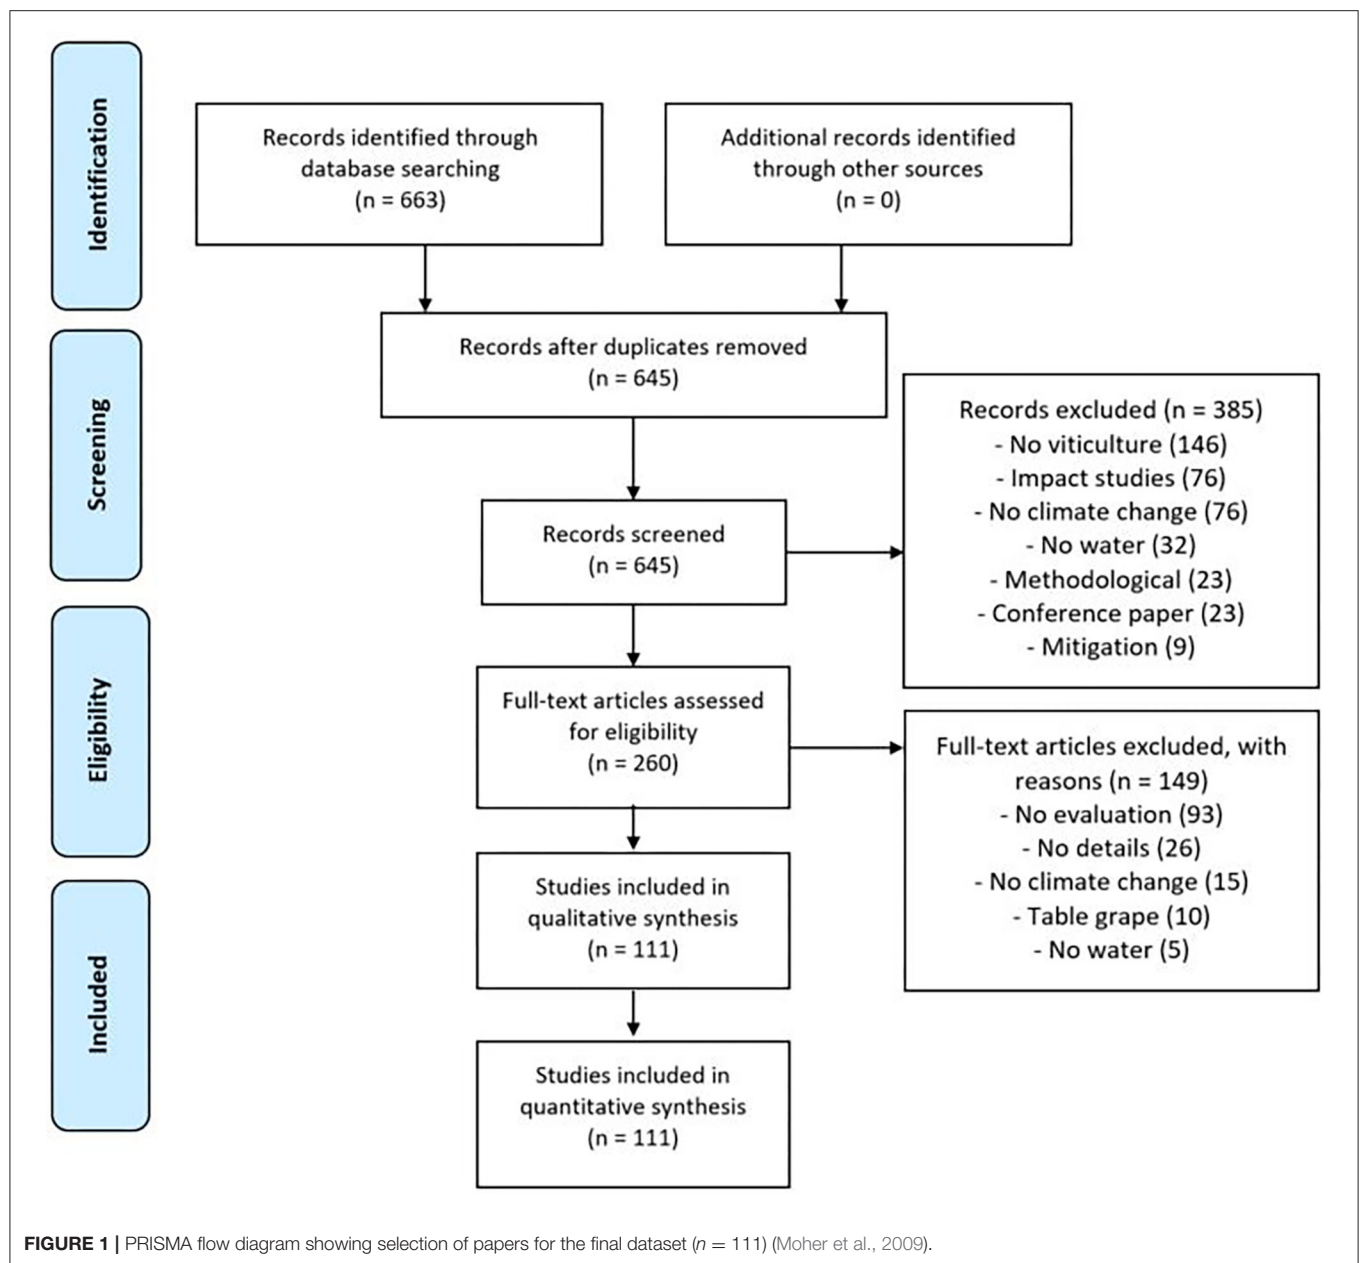 Identification
Records identified through
database searching
(n = 663)
Additional records identified
through other sources
(n = 0)
Screening
Records after duplicates removed
(n = 645)
Records screened
(n = 645)
Records excluded (n = 385)
- No viticulture (146)
- Impact studies (76)
- No climate change (76)
- No water (32)
- Methodological (23)
- Conference paper (23)
- Mitigation (9)
Eligibility
Full-text articles assessed
for eligibility
(n = 260)
Full-text articles excluded, with
reasons (n = 149)
- No evaluation (93)
- No details (26)
- No climate change (15)
- Table grape (10)
- No water (5)
Included
Studies included in
qualitative synthesis
(n = 111)
Studies included in
quantitative synthesis
(n = 111)
FIGURE 1 | PRISMA flow diagram showing selection of papers for the final dataset (n = 111) (Moher et al., 2009).